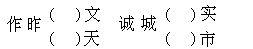 作 昨 （ ）文 诚 城 （ ）实
（ ）天 （ ）市